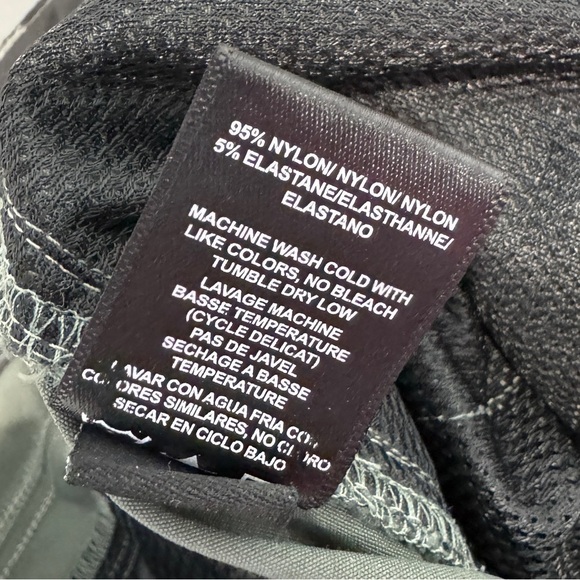 95% NYLON/ NYLON/ NYLON
5% ELASTANE/ELASTHANNE/
ELASTANO
MACHINE WASH COLD WITH
LIKE COLORS, NO BLEACH
TUMBLE DRY LOW
LAVAGE MACHINE
BASSE TEMPERATURE
(CYCLE DELICAT)
PAS DE JAVEL
SECHAGE A BASSE
TEMPERATURE
LAVAR CON AGUA FRIA CON
COLORES SIMILARES, NO CLORO
SECAR EN CICLO BAJO